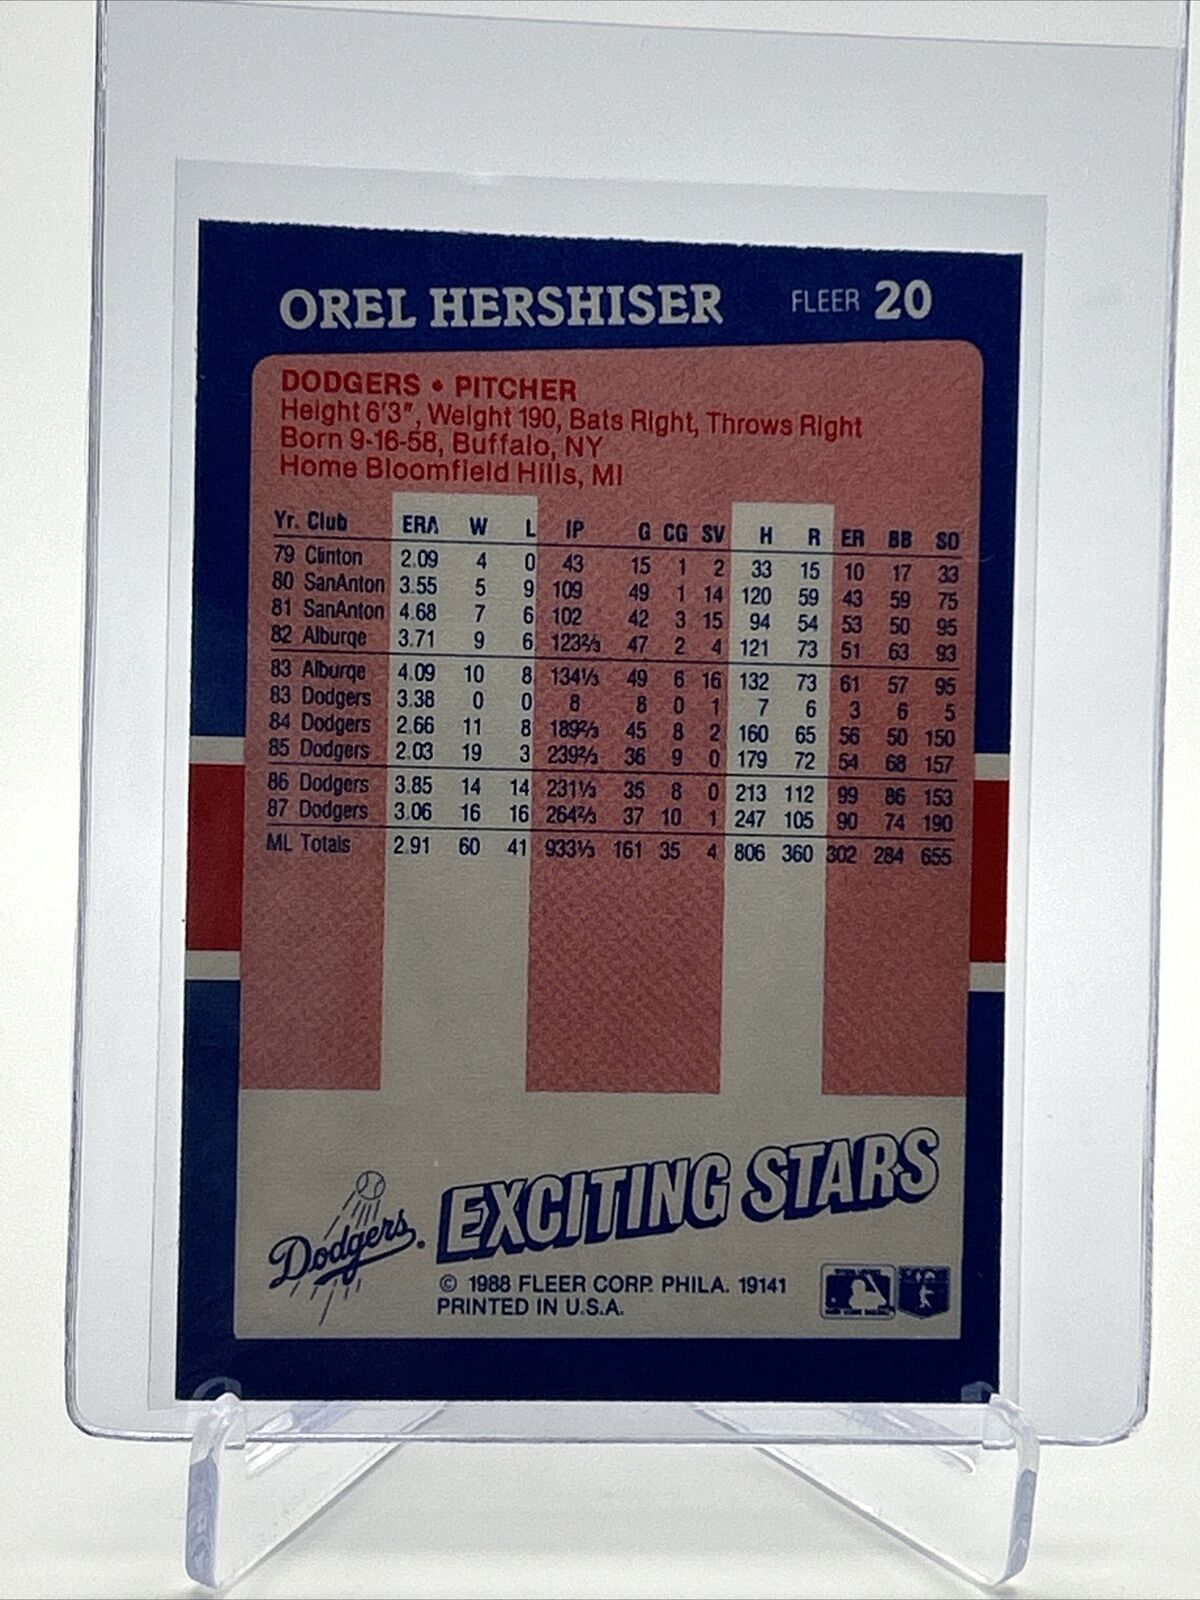 OREL HERSHISER FLEER 20
DODGERS • PITCHER
Height 6'3", Weight 190, Bats Right, Throws Right
Born 9-16-58, Buffalo, NY
Home Bloomfield Hills, MI
Yr. Club ERA W L IP G CG SV H R ER BB SO
79 Clinton 2.09 4 0 43 15 1 2 33 15 10 17 33
80 SanAnton 3.55 5 9 109 49 1 14 120 59 43 59 75
81 SanAnton 4.68 7 6 102 42 3 15 94 54 53 50 95
82 Alburqe 3.71 9 6 123⅔ 47 2 4 121 73 51 63 93
83 Alburqe 4.09 10 8 134⅓ 49 6 16 132 73 61 57 95
83 Dodgers 3.38 0 0 8 8 0 1 7 6 3 6 5
84 Dodgers 2.66 11 8 189⅔ 45 8 2 160 65 56 50 150
85 Dodgers 2.03 19 3 239⅔ 36 9 0 179 72 54 68 157
86 Dodgers 3.85 14 14 231⅓ 35 8 0 213 112 99 86 153
87 Dodgers 3.06 16 16 264⅔ 37 10 1 247 105 90 74 190
ML Totals 2.91 60 41 933⅓ 161 35 4 806 360 302 284 655
Dodgers. EXCITING STARS
© 1988 FLEER CORP. PHILA. 19141
PRINTED IN U.S.A.